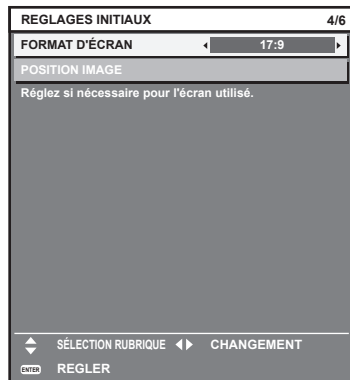 REGLAGES INITIAUX 4/6
FORMAT D'ÉCRAN 17:9
POSITION IMAGE
Réglez si nécessaire pour l'écran utilisé.
SÉLECTION RUBRIQUE CHANGEMENT
ENTER REGLER